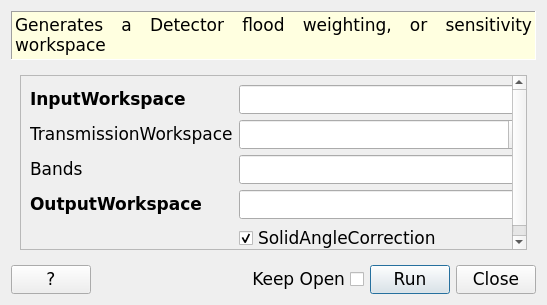 Generates a Detector flood weighting, or sensitivity
workspace
InputWorkspace
TransmissionWorkspace
Bands
OutputWorkspace
SolidAngleCorrection
? Keep Open Run Close